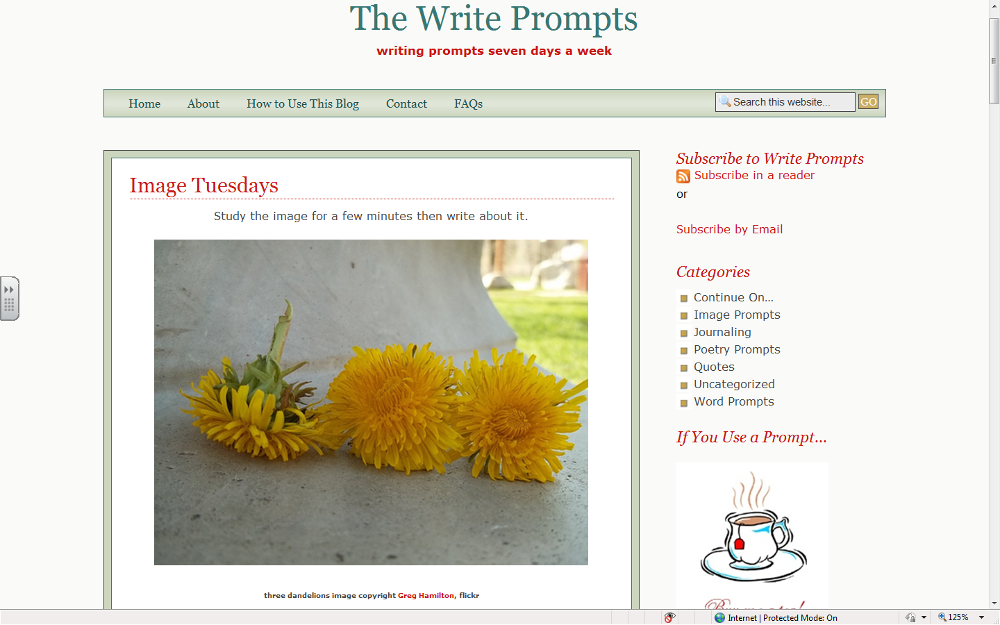 The Write Prompts
writing prompts seven days a week
Home About How to Use This Blog Contact FAQs
Search this website... GO
Image Tuesdays
Study the image for a few minutes then write about it.
three dandelions image copyright Greg Hamilton, flickr
Subscribe to Write Prompts
Subscribe in a reader
or
Subscribe by Email
Categories
Continue On...
Image Prompts
Journaling
Poetry Prompts
Quotes
Uncategorized
Word Prompts
If You Use a Prompt...
Internet | Protected Mode: On
125%